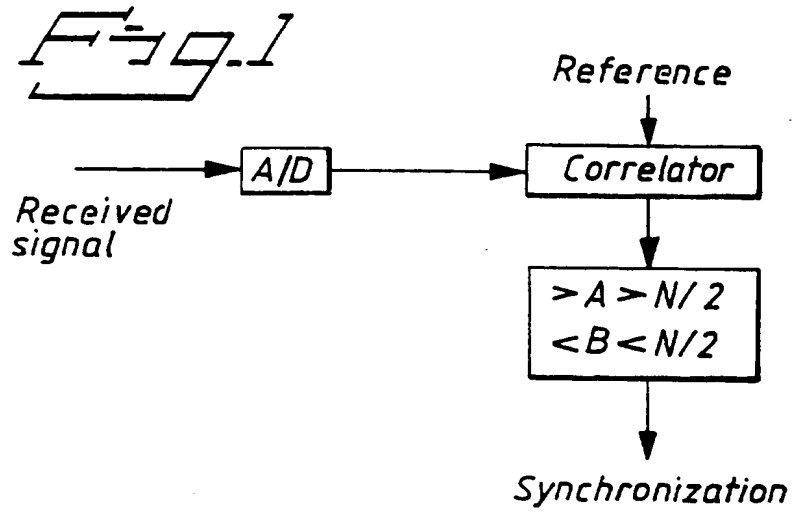 Fig.1
Reference
A/D
Correlator
Received
signal
>A>N/2
<B<N/2
Synchronization